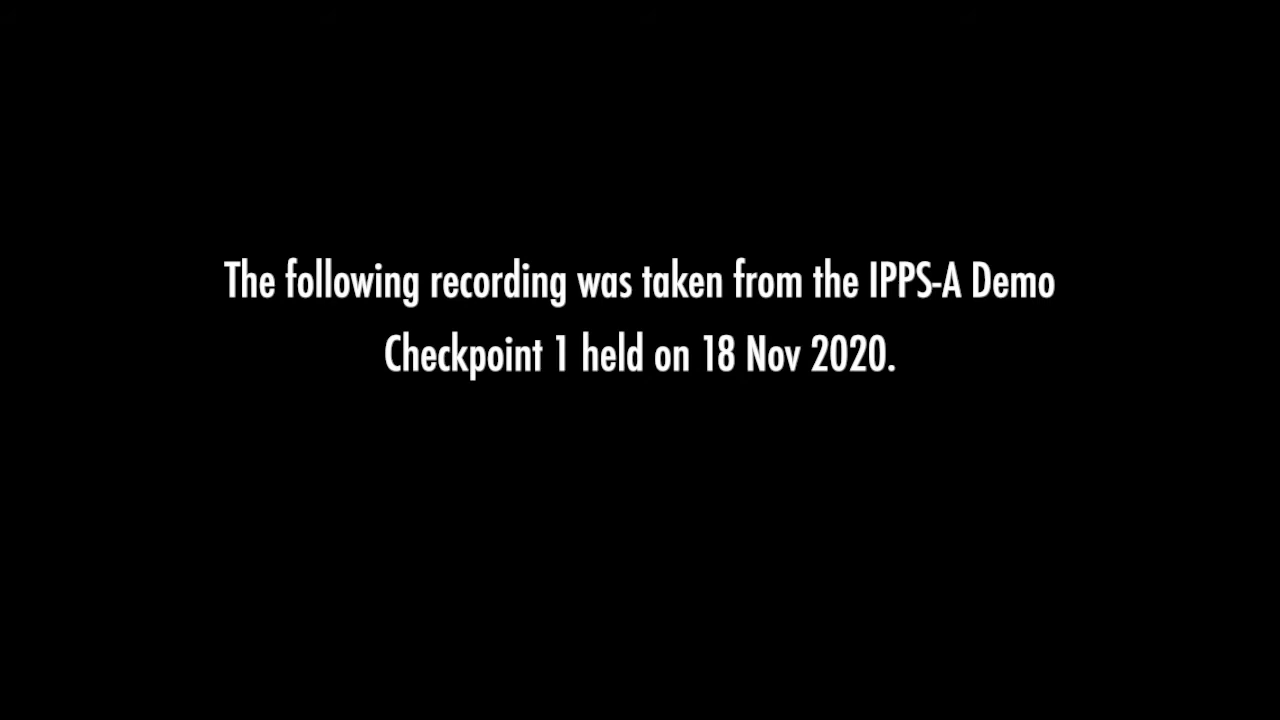 The following recording was taken from the IPPS-A Demo
Checkpoint 1 held on 18 Nov 2020.